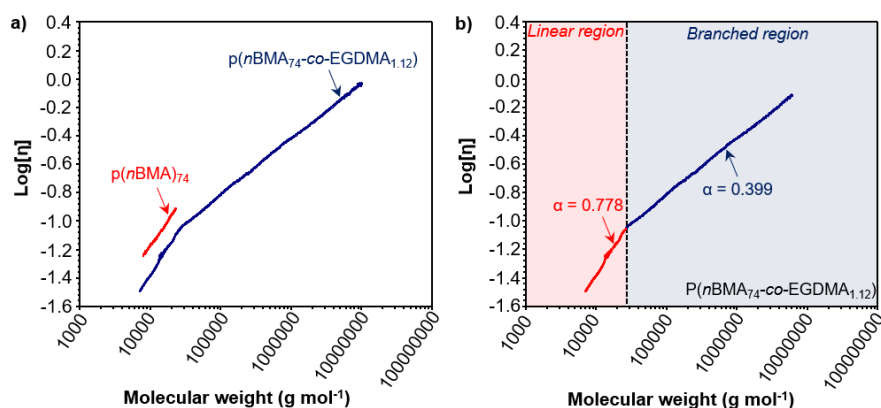 a)
0.4
0.2
0.0
-0.2
-0.4
-0.6
-0.8
-1.0
-1.2
-1.4
-1.6
Log[η]
p(nBMA₇₄-co-EGDMA₁.₁₂)
p(nBMA)₇₄
1000
10000
100000
1000000
10000000
100000000
Molecular weight (g mol⁻¹)
b)
0.4
0.2
0.0
-0.2
-0.4
-0.6
-0.8
-1.0
-1.2
-1.4
-1.6
Log[η]
Linear region
Branched region
α = 0.778
α = 0.399
P(nBMA₇₄-co-EGDMA₁.₁₂)
1000
10000
100000
1000000
10000000
100000000
Molecular weight (g mol⁻¹)